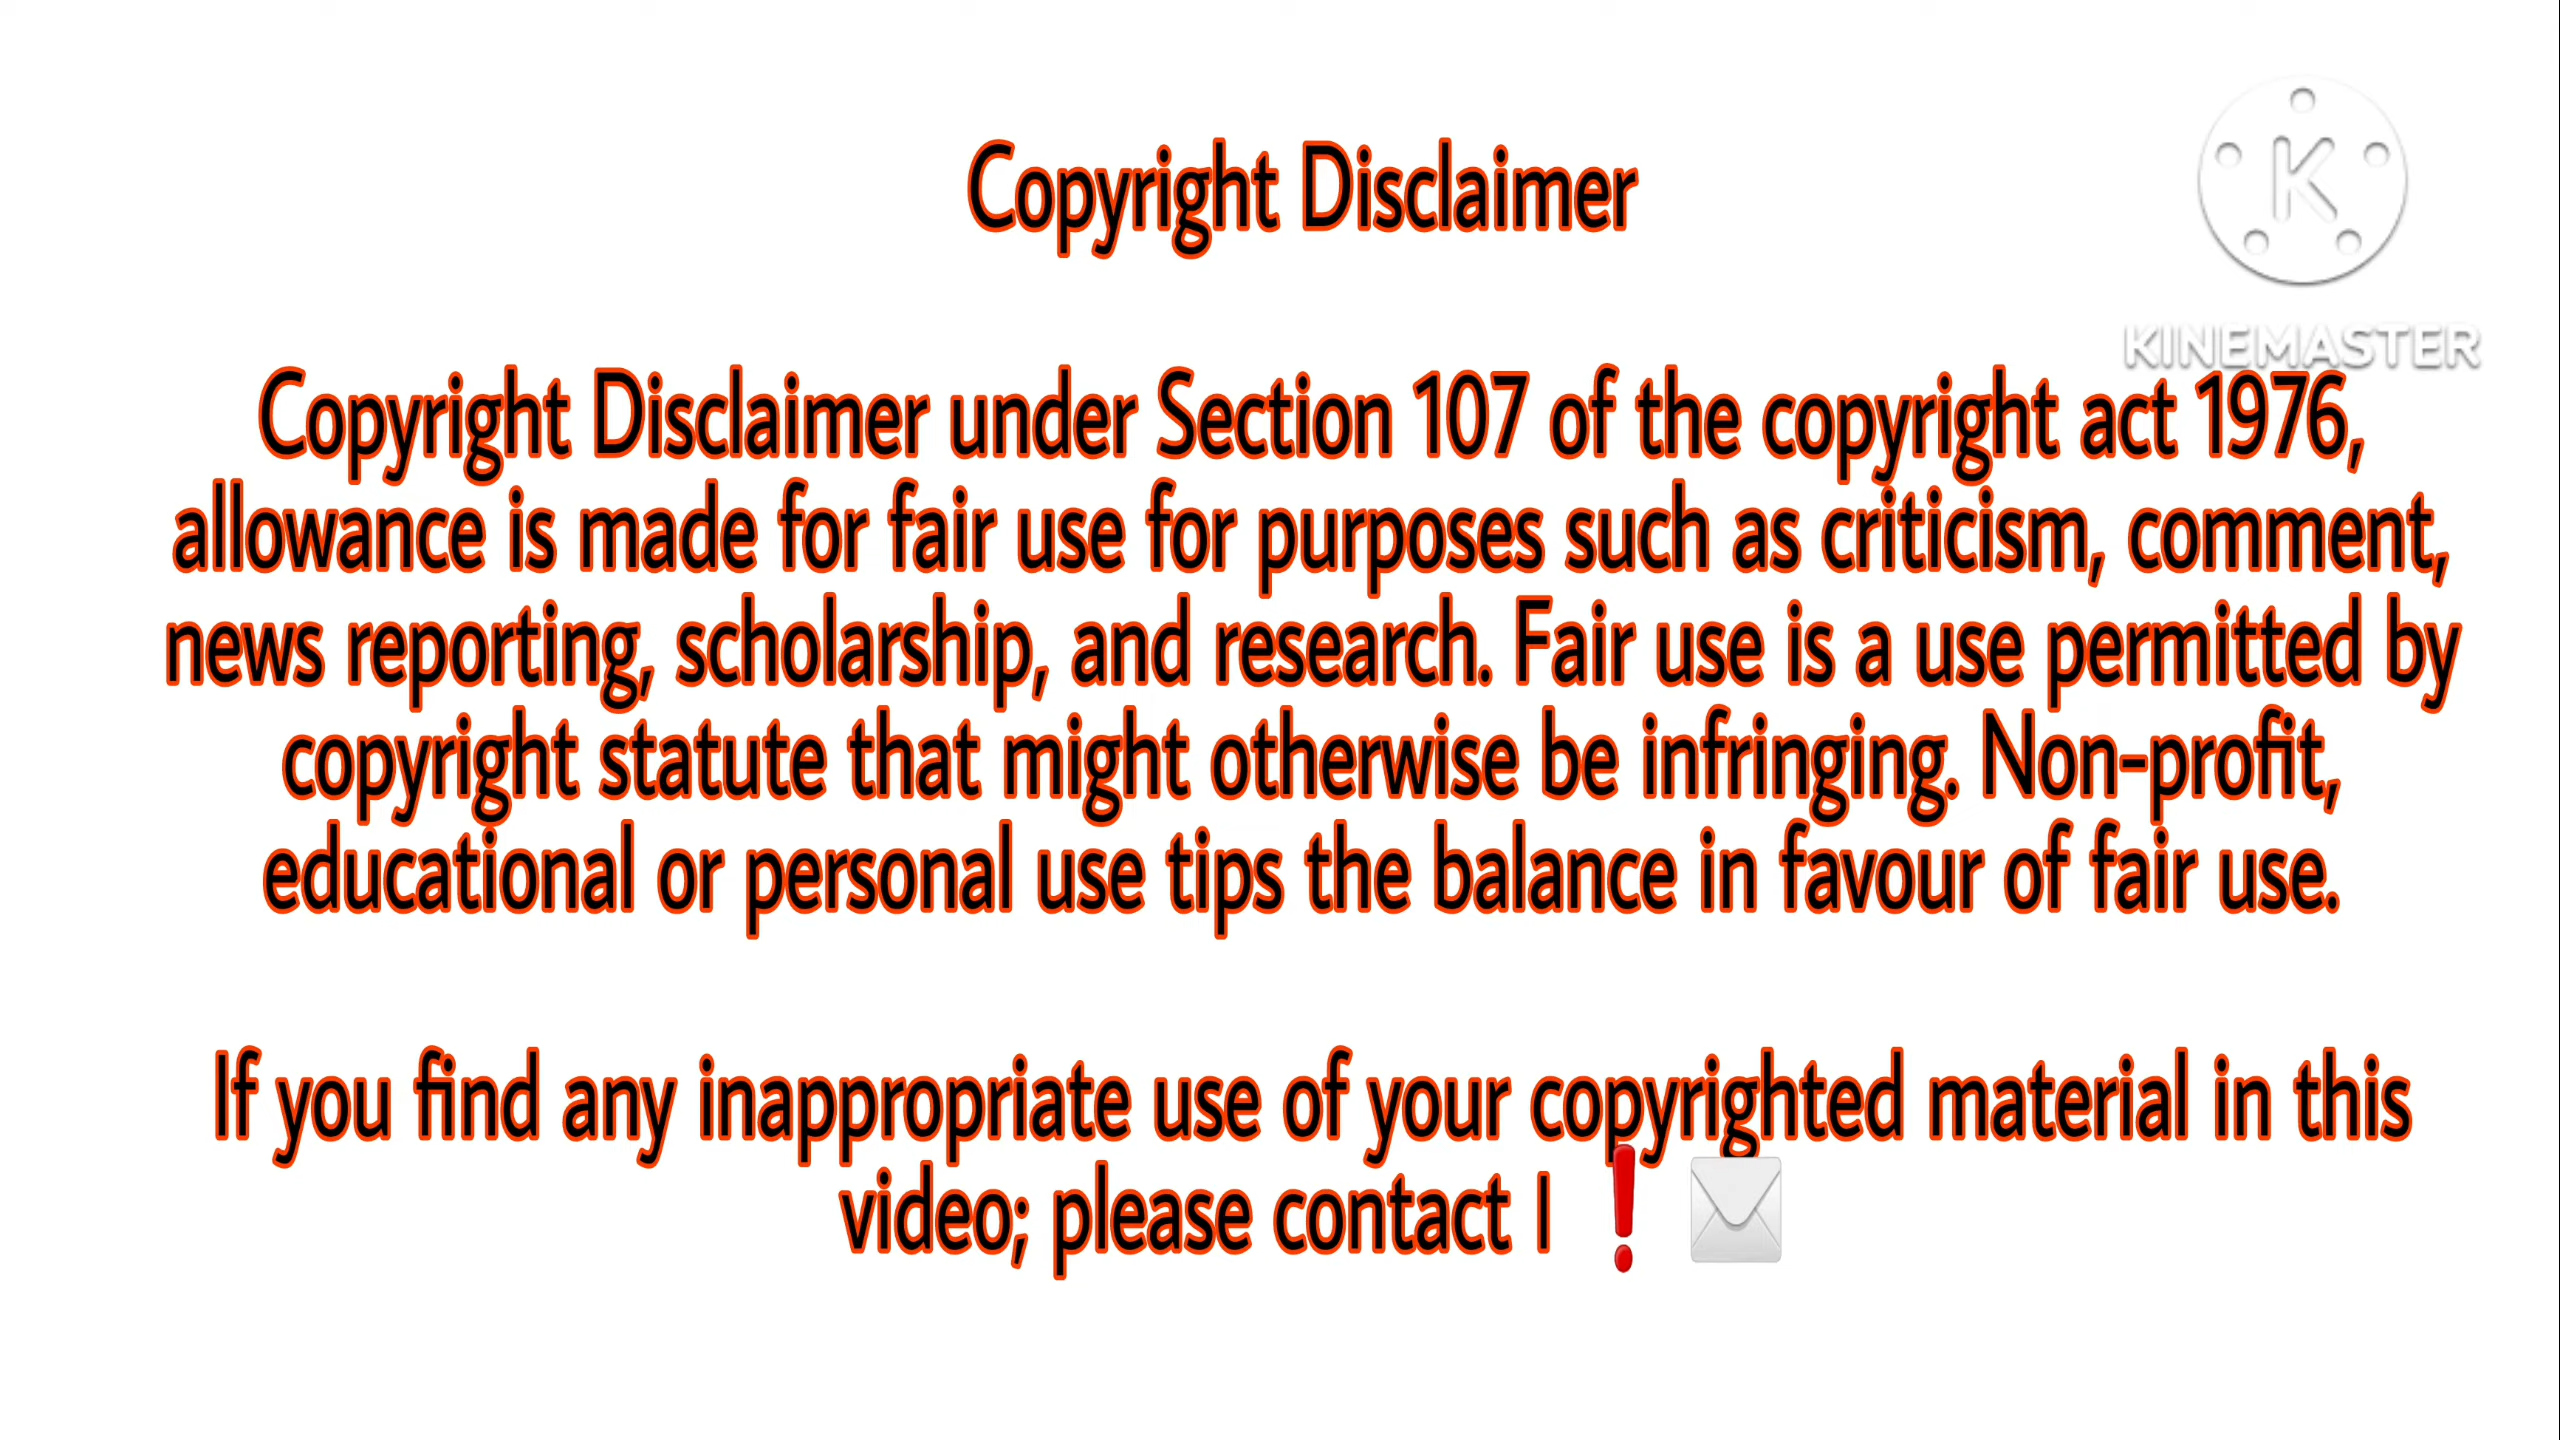 Copyright Disclaimer
K
KINEMASTER
Copyright Disclaimer under Section 107 of the copyright act 1976,
allowance is made for fair use for purposes such as criticism, comment,
news reporting, scholarship, and research. Fair use is a use permitted by
copyright statute that might otherwise be infringing. Non-profit,
educational or personal use tips the balance in favour of fair use.
If you find any inappropriate use of your copyrighted material in this
video; please contact I ❗ ✉